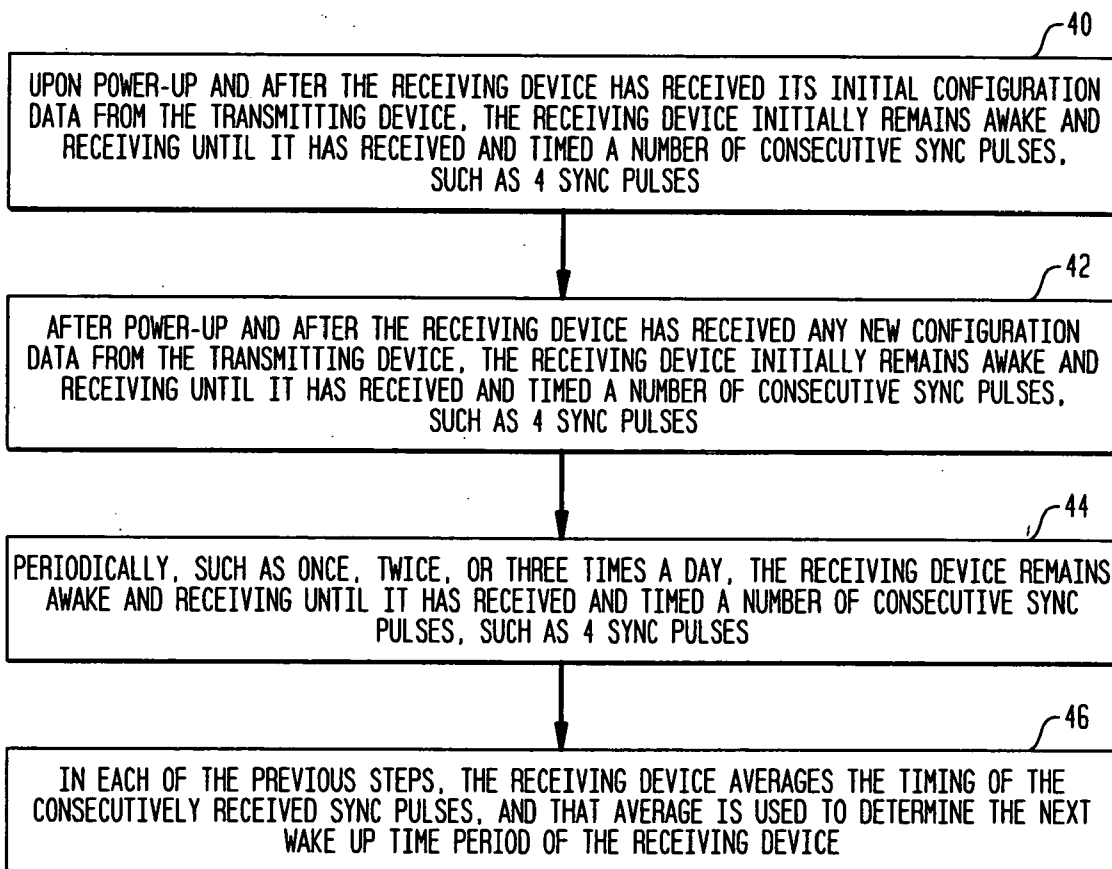 40
UPON POWER-UP AND AFTER THE RECEIVING DEVICE HAS RECEIVED ITS INITIAL CONFIGURATION
DATA FROM THE TRANSMITTING DEVICE, THE RECEIVING DEVICE INITIALLY REMAINS AWAKE AND
RECEIVING UNTIL IT HAS RECEIVED AND TIMED A NUMBER OF CONSECUTIVE SYNC PULSES,
SUCH AS 4 SYNC PULSES
42
AFTER POWER-UP AND AFTER THE RECEIVING DEVICE HAS RECEIVED ANY NEW CONFIGURATION
DATA FROM THE TRANSMITTING DEVICE, THE RECEIVING DEVICE INITIALLY REMAINS AWAKE AND
RECEIVING UNTIL IT HAS RECEIVED AND TIMED A NUMBER OF CONSECUTIVE SYNC PULSES,
SUCH AS 4 SYNC PULSES
44
PERIODICALLY, SUCH AS ONCE, TWICE, OR THREE TIMES A DAY, THE RECEIVING DEVICE REMAINS
AWAKE AND RECEIVING UNTIL IT HAS RECEIVED AND TIMED A NUMBER OF CONSECUTIVE SYNC
PULSES, SUCH AS 4 SYNC PULSES
46
IN EACH OF THE PREVIOUS STEPS, THE RECEIVING DEVICE AVERAGES THE TIMING OF THE
CONSECUTIVELY RECEIVED SYNC PULSES, AND THAT AVERAGE IS USED TO DETERMINE THE NEXT
WAKE UP TIME PERIOD OF THE RECEIVING DEVICE